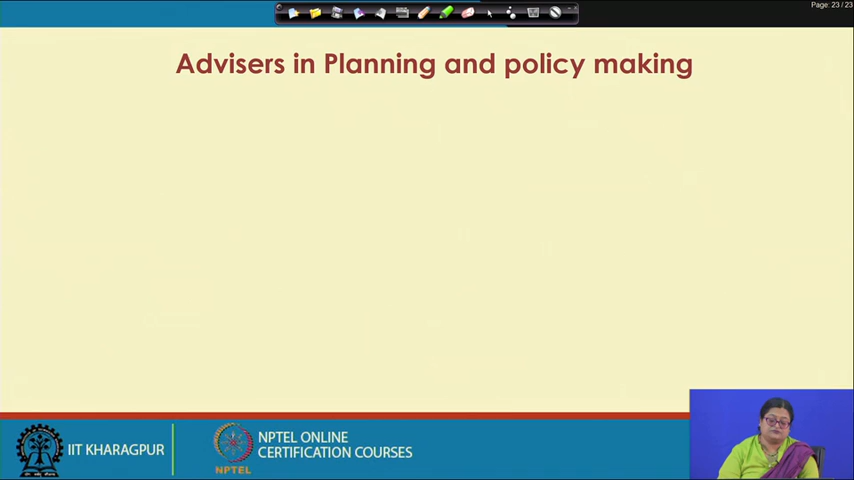 Page: 23 / 23
Advisers in Planning and policy making
IIT KHARAGPUR
NPTEL
NPTEL ONLINE
CERTIFICATION COURSES